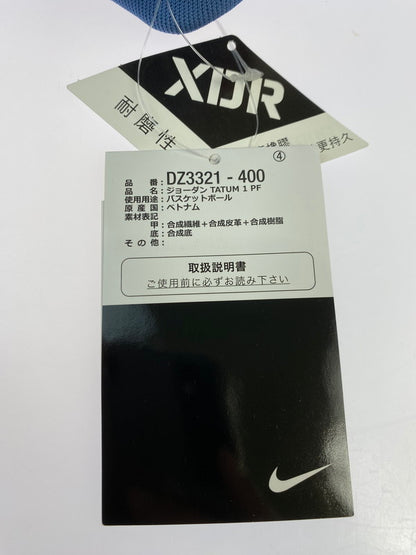 XDR
耐磨性
更持久
④
品 番：DZ3321 - 400
品 名：ジョーダン TATUM 1 PF
使用用途：バスケットボール
原 産 国：ベトナム
素材表記
甲：合成繊維＋合成皮革＋合成樹脂
底：合成底
そ の 他：
取扱説明書
ご使用前に必ずお読み下さい